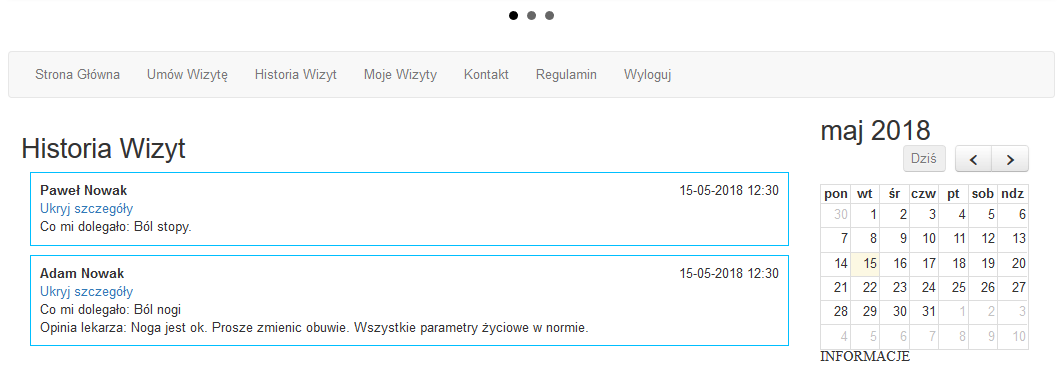 Strona Główna Umów Wizytę Historia Wizyt Moje Wizyty Kontakt Regulamin Wyloguj
Historia Wizyt
Paweł Nowak 15-05-2018 12:30
Ukryj szczegóły
Co mi dolegało: Ból stopy.
Adam Nowak 15-05-2018 12:30
Ukryj szczegóły
Co mi dolegało: Ból nogi
Opinia lekarza: Noga jest ok. Prosze zmienic obuwie. Wszystkie parametry życiowe w normie.
maj 2018
Dziś
pon wt śr czw pt sob ndz
30 1 2 3 4 5 6
7 8 9 10 11 12 13
14 15 16 17 18 19 20
21 22 23 24 25 26 27
28 29 30 31 1 2 3
4 5 6 7 8 9 10
INFORMACJE